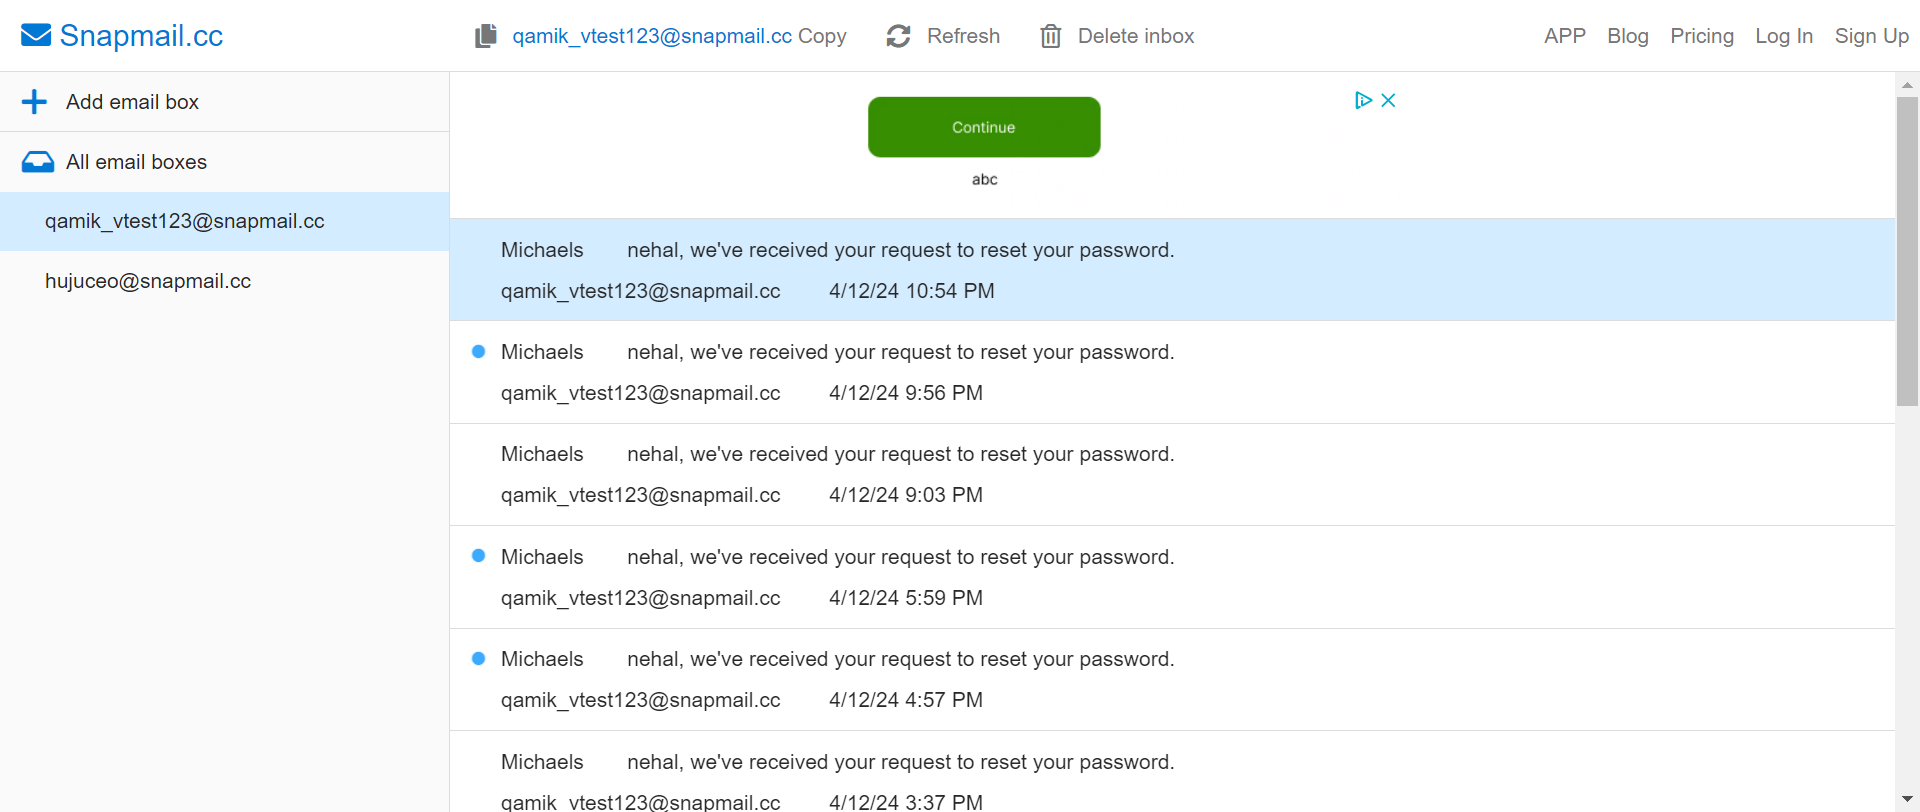 Snapmail.cc
qamik_vtest123@snapmail.cc Copy Refresh Delete inbox APP Blog Pricing Log In Sign Up
Add email box
All email boxes
qamik_vtest123@snapmail.cc
hujuceo@snapmail.cc
Continue
abc
Michaels nehal, we've received your request to reset your password.
qamik_vtest123@snapmail.cc 4/12/24 10:54 PM
Michaels nehal, we've received your request to reset your password.
qamik_vtest123@snapmail.cc 4/12/24 9:56 PM
Michaels nehal, we've received your request to reset your password.
qamik_vtest123@snapmail.cc 4/12/24 9:03 PM
Michaels nehal, we've received your request to reset your password.
qamik_vtest123@snapmail.cc 4/12/24 5:59 PM
Michaels nehal, we've received your request to reset your password.
qamik_vtest123@snapmail.cc 4/12/24 4:57 PM
Michaels nehal, we've received your request to reset your password.
qamik_vtest123@snapmail.cc 4/12/24 3:37 PM